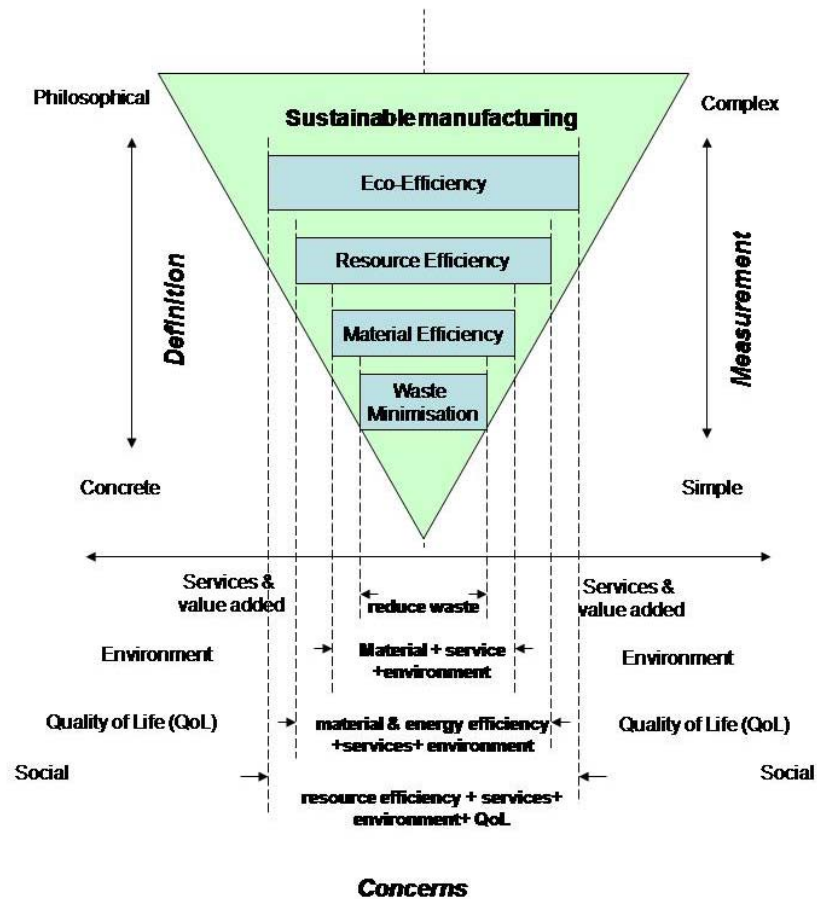 Philosophical
Complex
Sustainable manufacturing
Eco-Efficiency
Resource Efficiency
Definition
Measurement
Material Efficiency
Waste
Minimisation
Concrete
Simple
Services &
value added
reduce waste
Services &
value added
Environment
Material + service
+environment
Environment
Quality of Life (QoL)
material & energy efficiency
+services+ environment
Quality of Life (QoL)
Social
Social
resource efficiency + services+
environment+ QoL
Concerns